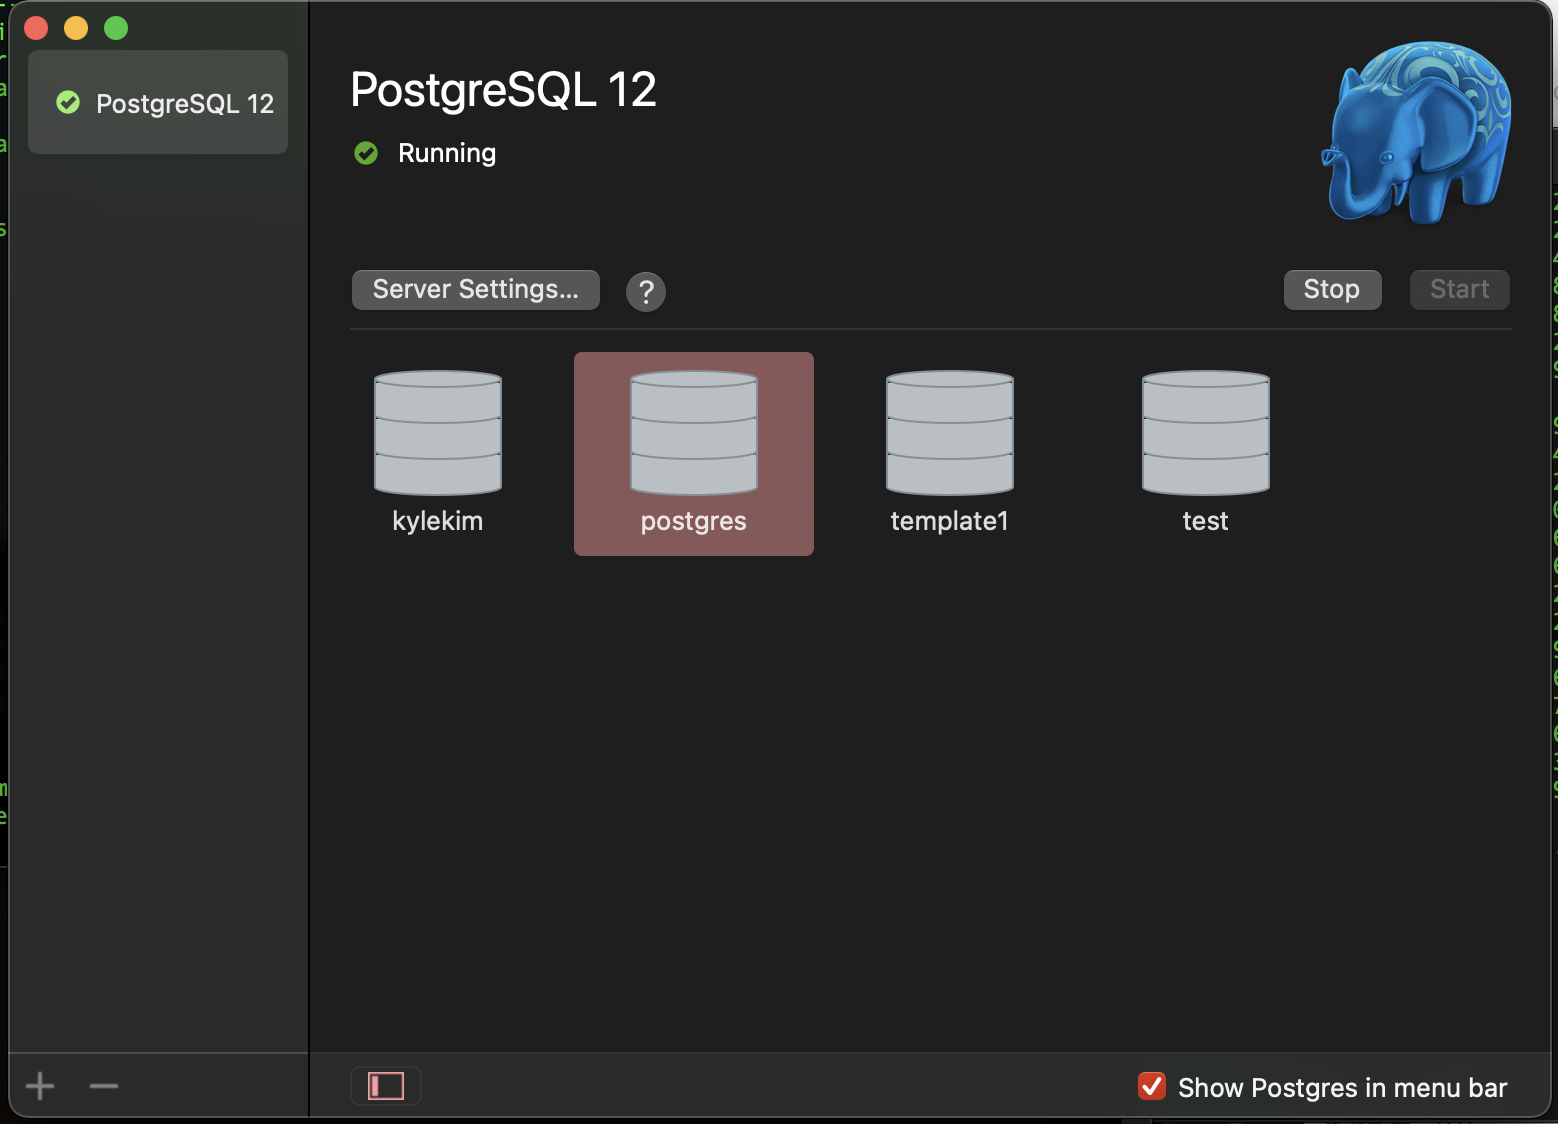 PostgreSQL 12
PostgreSQL 12
Running
Server Settings...
?
Stop
Start
kylekim
postgres
template1
test
Show Postgres in menu bar